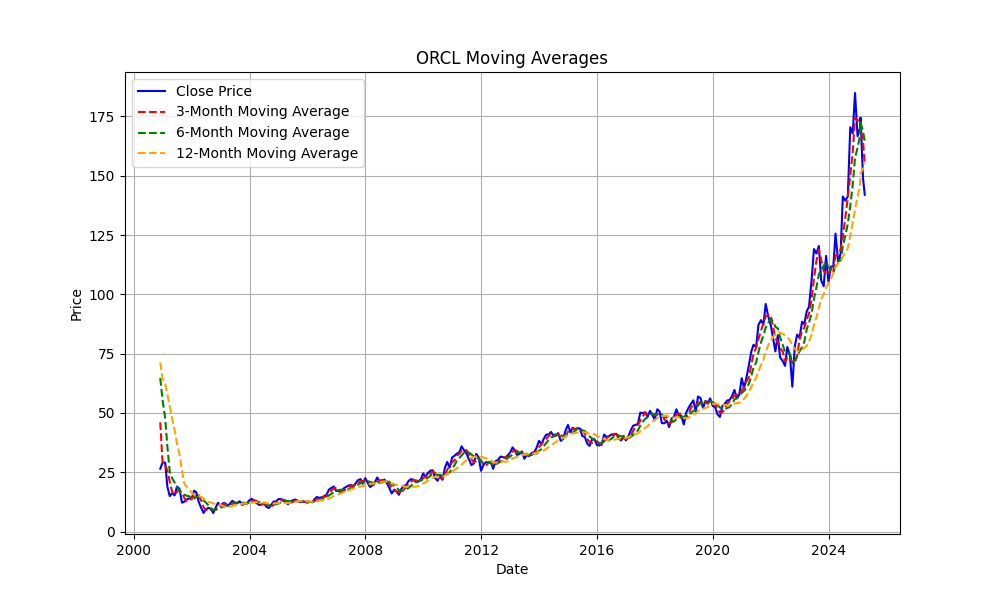 ORCL Moving Averages
Close Price
3-Month Moving Average
6-Month Moving Average
12-Month Moving Average
175
150
125
100
75
50
25
0
Price
2000 2004 2008 2012 2016 2020 2024
Date